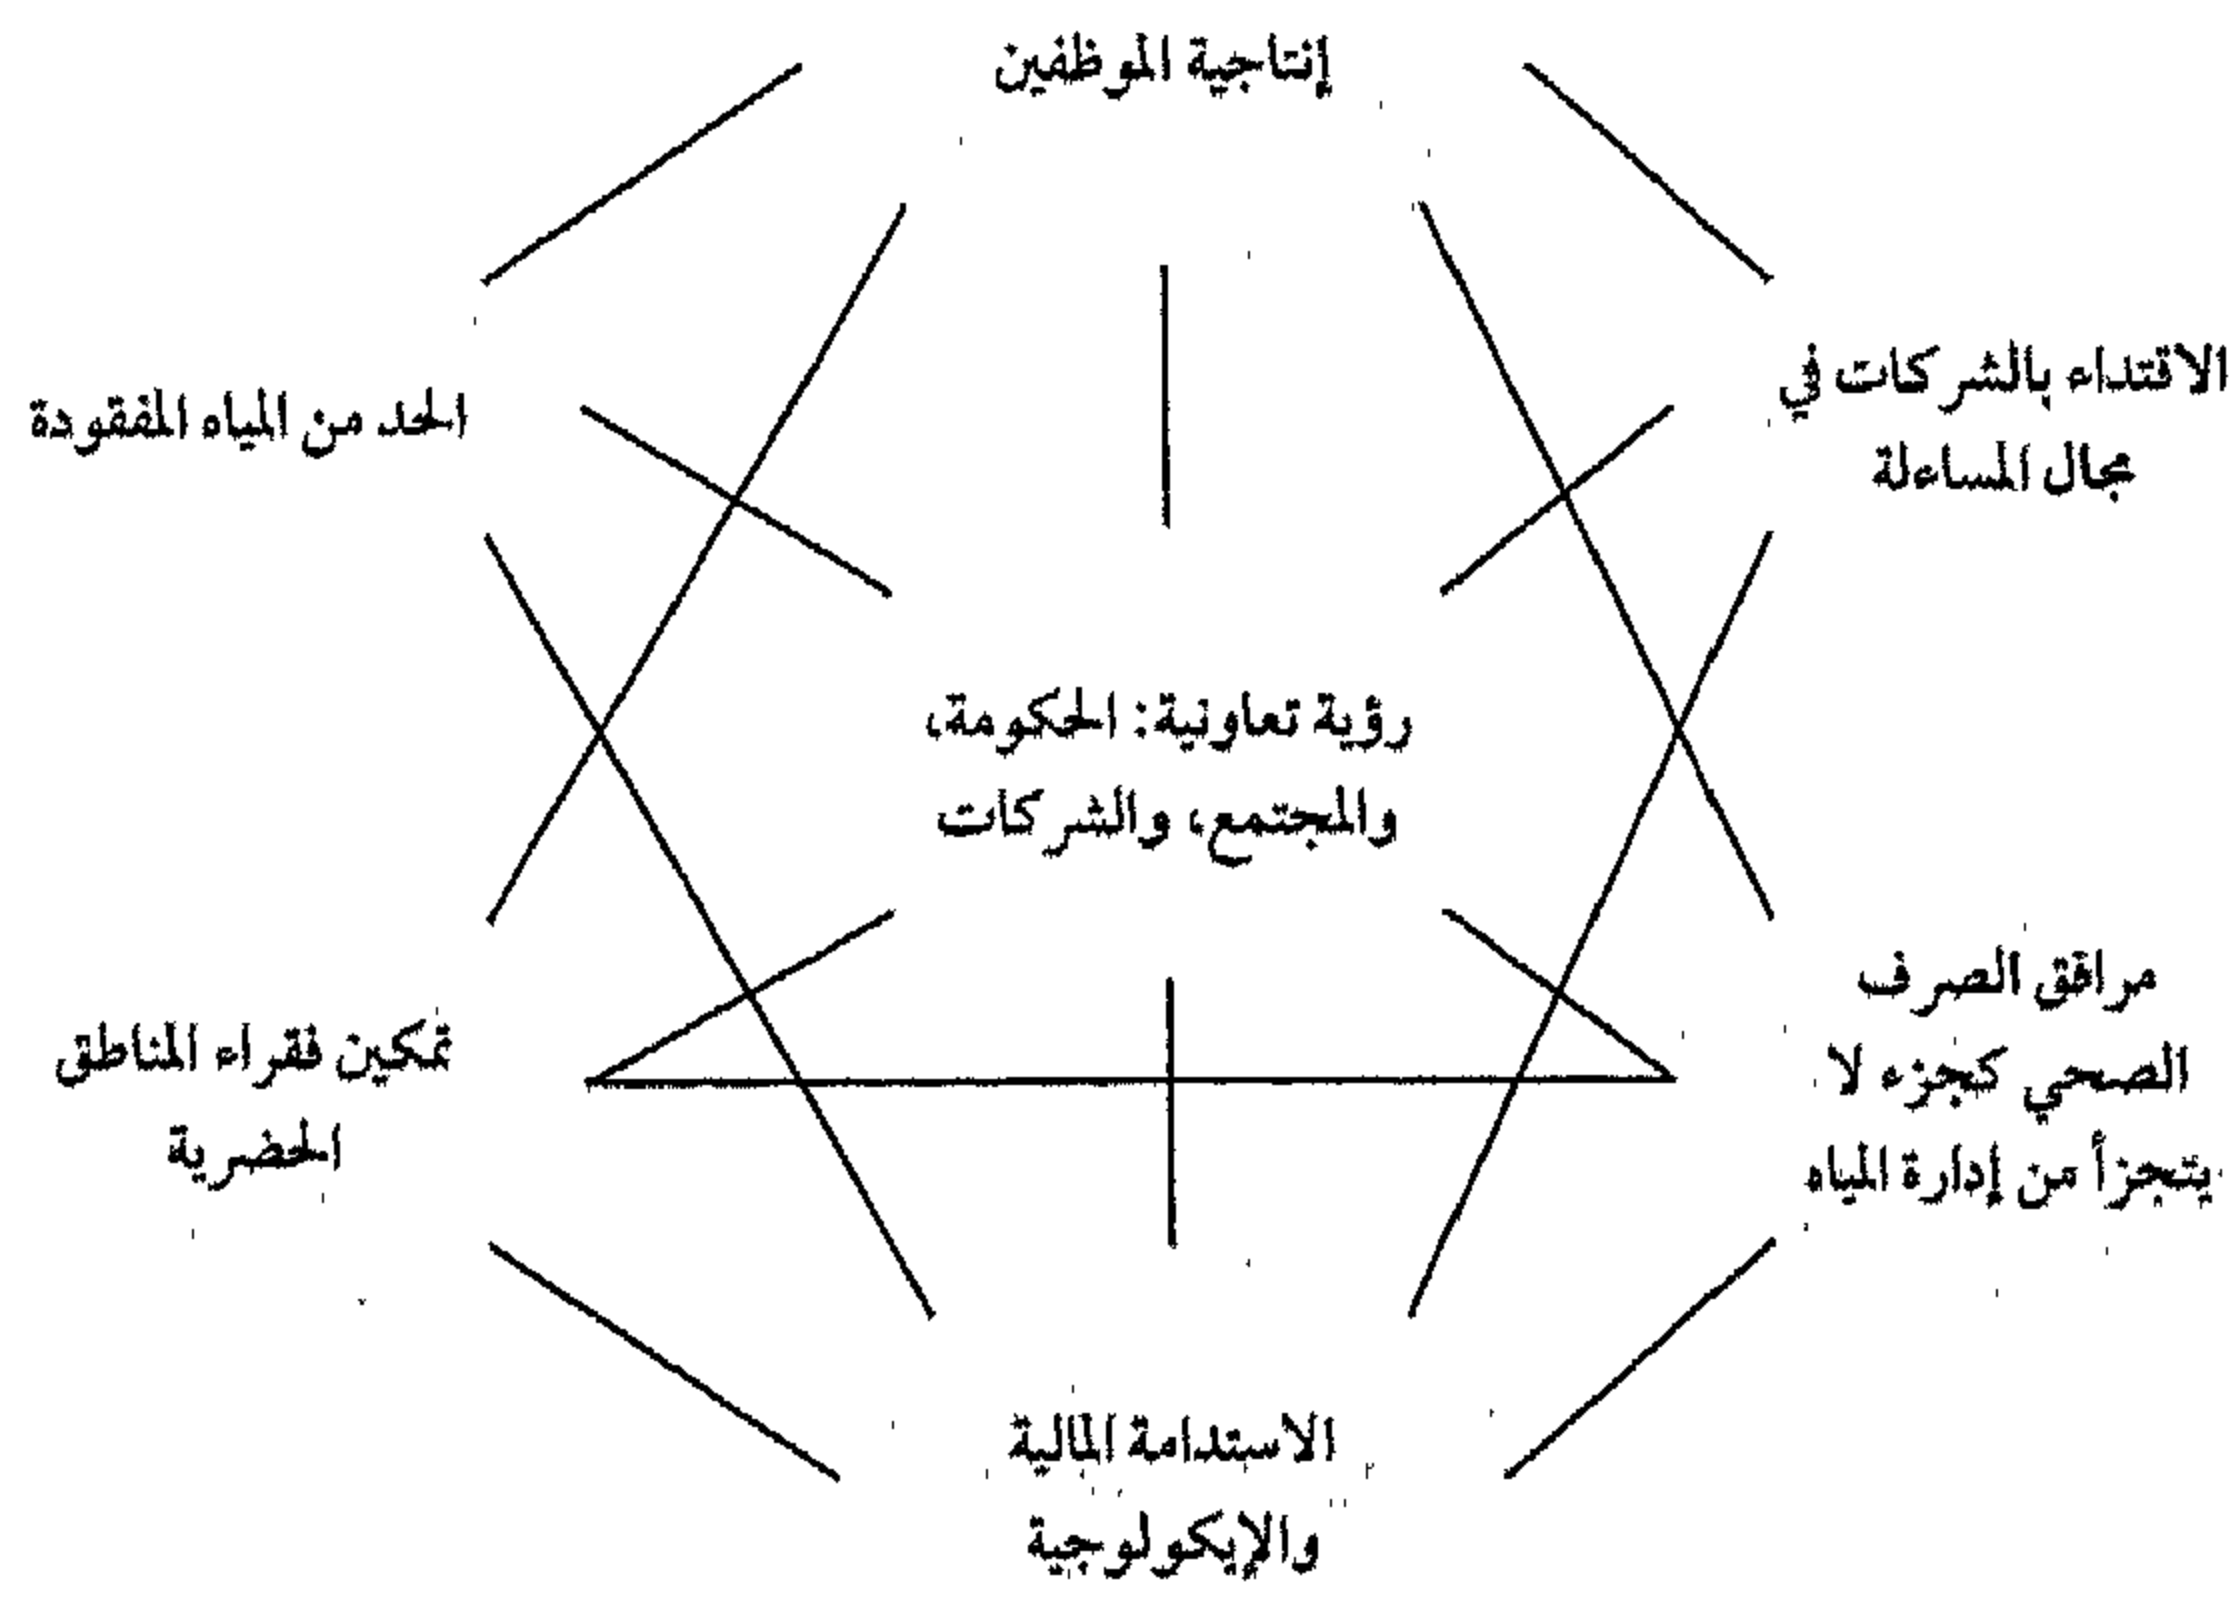 إنتاجية الموظفين
الاقتداء بالشركات في
مجال المساءلة
الحد من المياه المفقودة
رؤية تعاونية: الحكومة،
والمجتمع، والشركات
مرافق الصرف
الصحي كجزء لا
يتجزأ من إدارة المياه
تمكين فقراء المناطق
الحضرية
الاستدامة المالية
والإيكولوجية